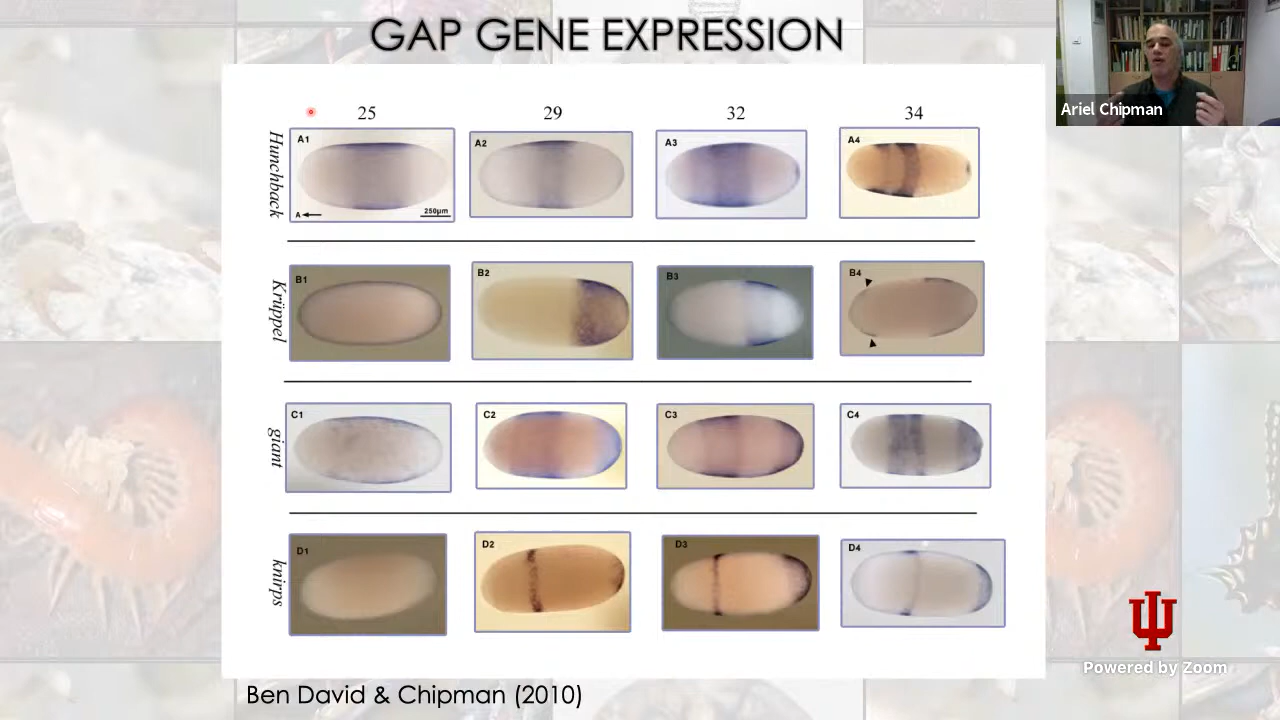 GAP GENE EXPRESSION
Ariel Chipman
25 29 32 34
Hunchback
A1 A2 A3 A4
A 250μm
Krüppel
B1 B2 B3 B4
giant
C1 C2 C3 C4
knirps
D1 D2 D3 D4
Powered by Zoom
Ben David & Chipman (2010)